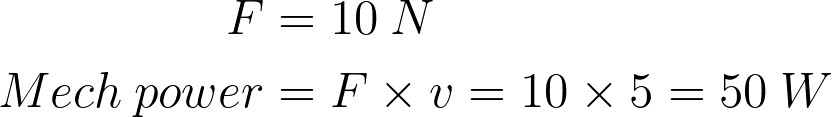 F = 10 N
Mech power = F × v = 10 × 5 = 50 W